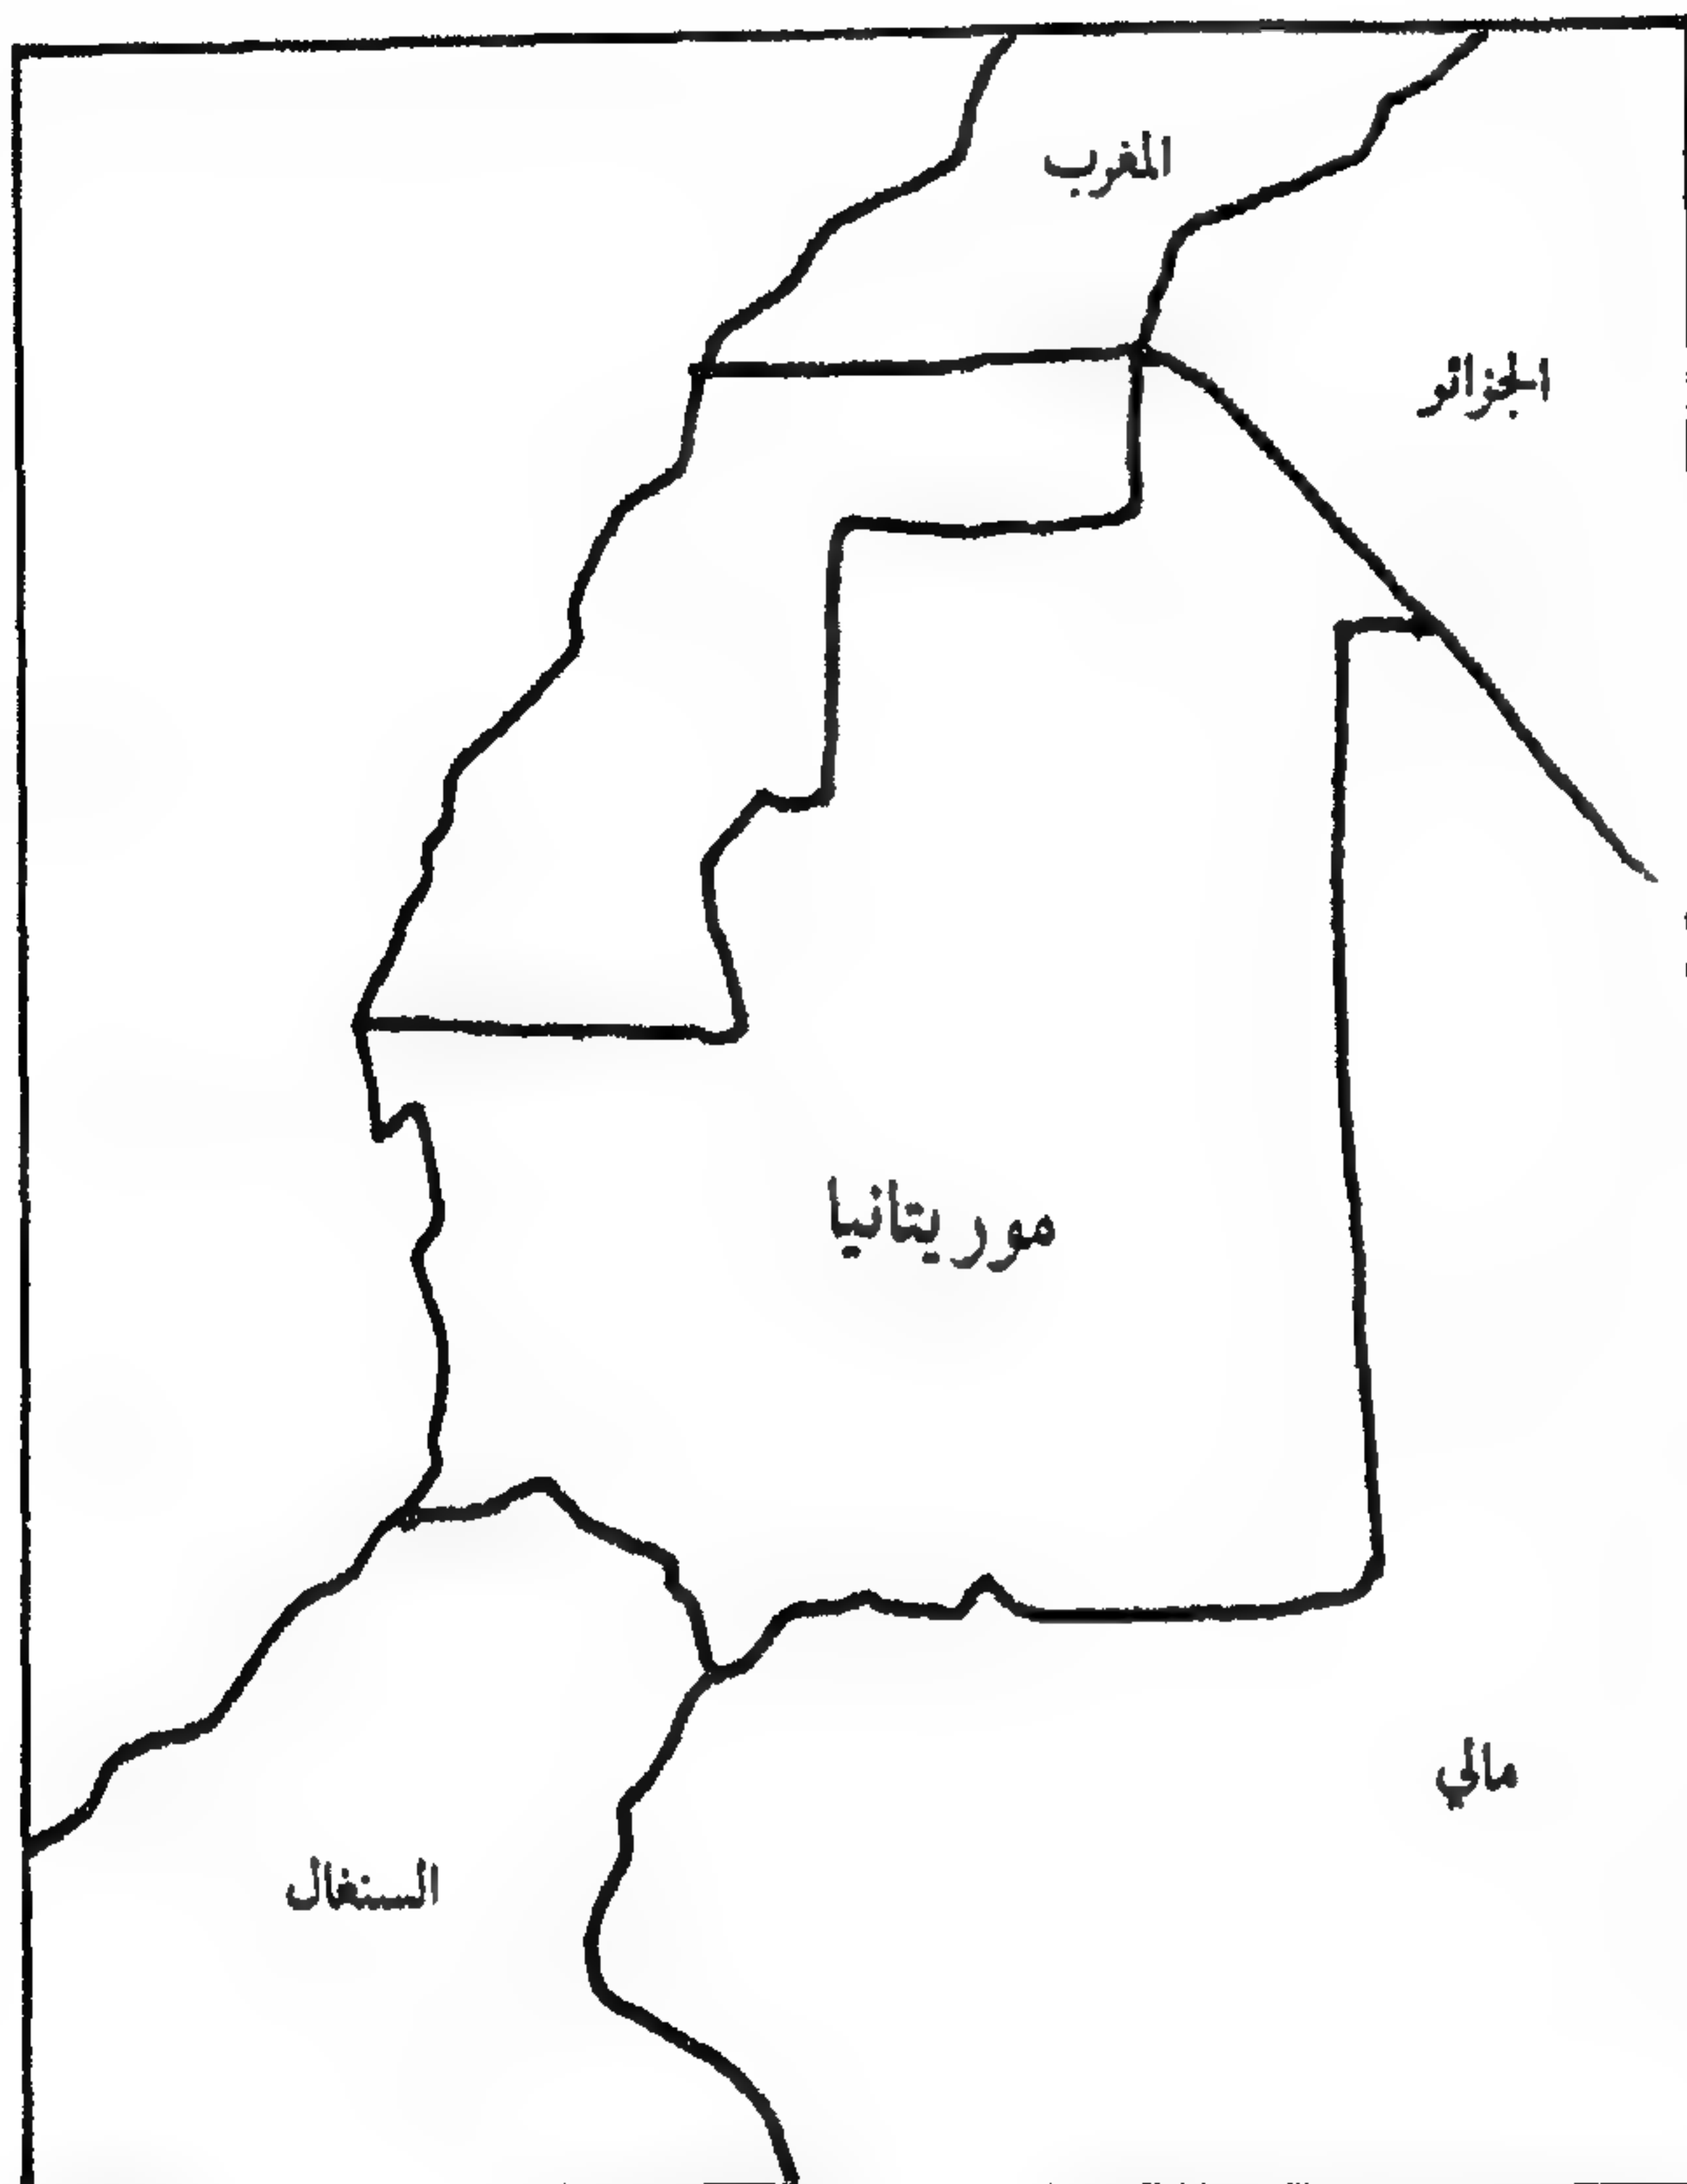 المغرب
الجزائر
موريتانيا
مالي
السنغال